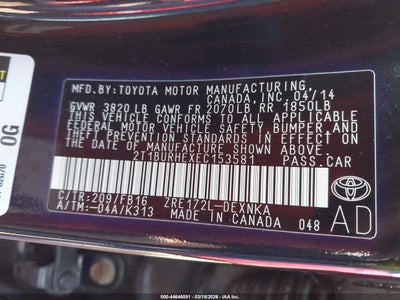 MFD.BY:TOYOTA MOTOR MANUFACTURING
CANADA,INC. 04/14
GVWR 3820 LB GAWR FR 2070LB RR 1850LB
THIS VEHICLE CONFORMS TO ALL APPLICABLE
FEDERAL MOTOR VEHICLE SAFETY, BUMPER,AND
THEFT PREVENTION STANDARDS IN EFFECT
ON THE DATE OF MANUFACTURE SHOWN ABOVE.
2T1BURHEXEC153581 PASS.CAR
C/TR:209/FB16 ZRE172L-DEXNKA
A/TM:-04A/K313 MADE IN CANADA 048
TOYOTA
AD
OG
000-44646591 - 03/18/2026 - IAA